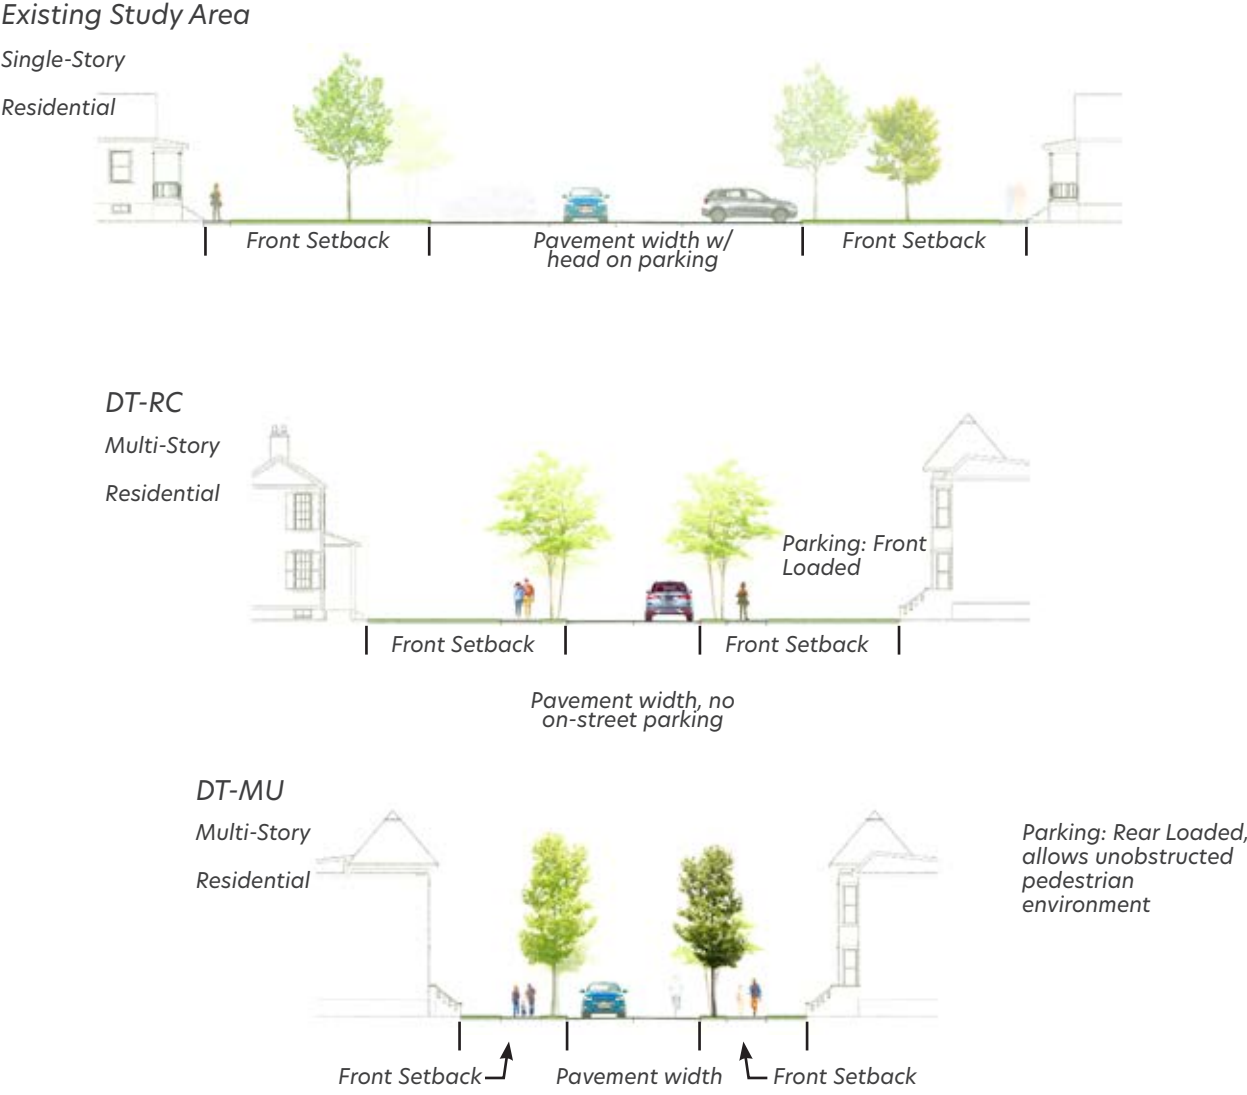 Existing Study Area
Single-Story
Residential
Front Setback
Pavement width w/
head on parking
Front Setback
DT-RC
Multi-Story
Residential
Parking: Front
Loaded
Front Setback
Front Setback
Pavement width, no
on-street parking
DT-MU
Multi-Story
Residential
Parking: Rear Loaded,
allows unobstructed
pedestrian
environment
Front Setback
Pavement width
Front Setback